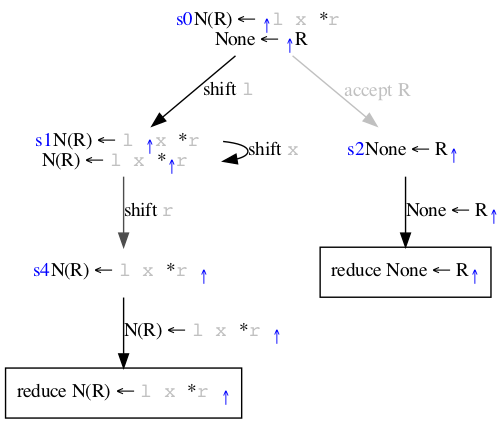 s0N(R) ← ↑l x *r
None ← ↑R
shift l
accept R
s1N(R) ← l ↑x *r
N(R) ← l x *↑r
shift x
s2None ← R↑
shift r
None ← R↑
s4N(R) ← l x *r ↑
reduce None ← R↑
N(R) ← l x *r ↑
reduce N(R) ← l x *r ↑